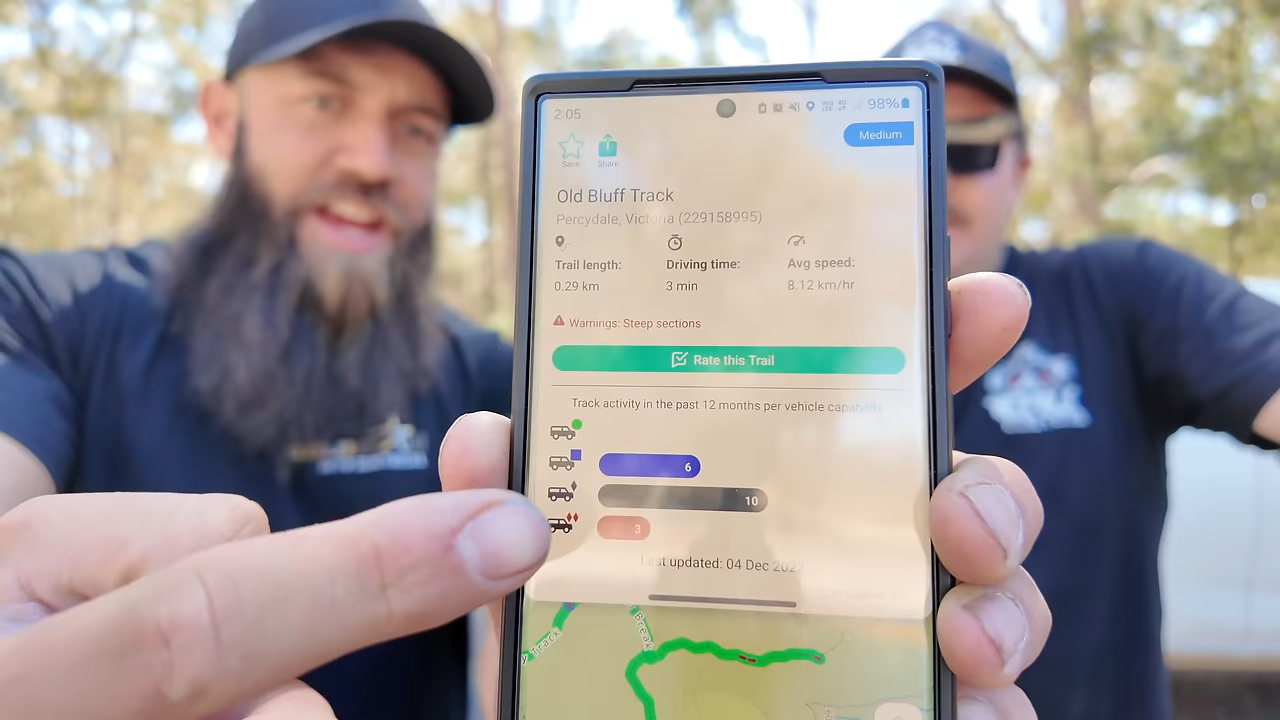 2:05
98%
Medium
Save
Share
Old Bluff Track
Percydale, Victoria (229158995)
Trail length:
Driving time:
Avg speed:
0.29 km
3 min
8.12 km/hr
Warnings: Steep sections
Rate this Trail
Track activity in the past 12 months per vehicle capability
6
10
3
Last updated: 04 Dec
Track
Break